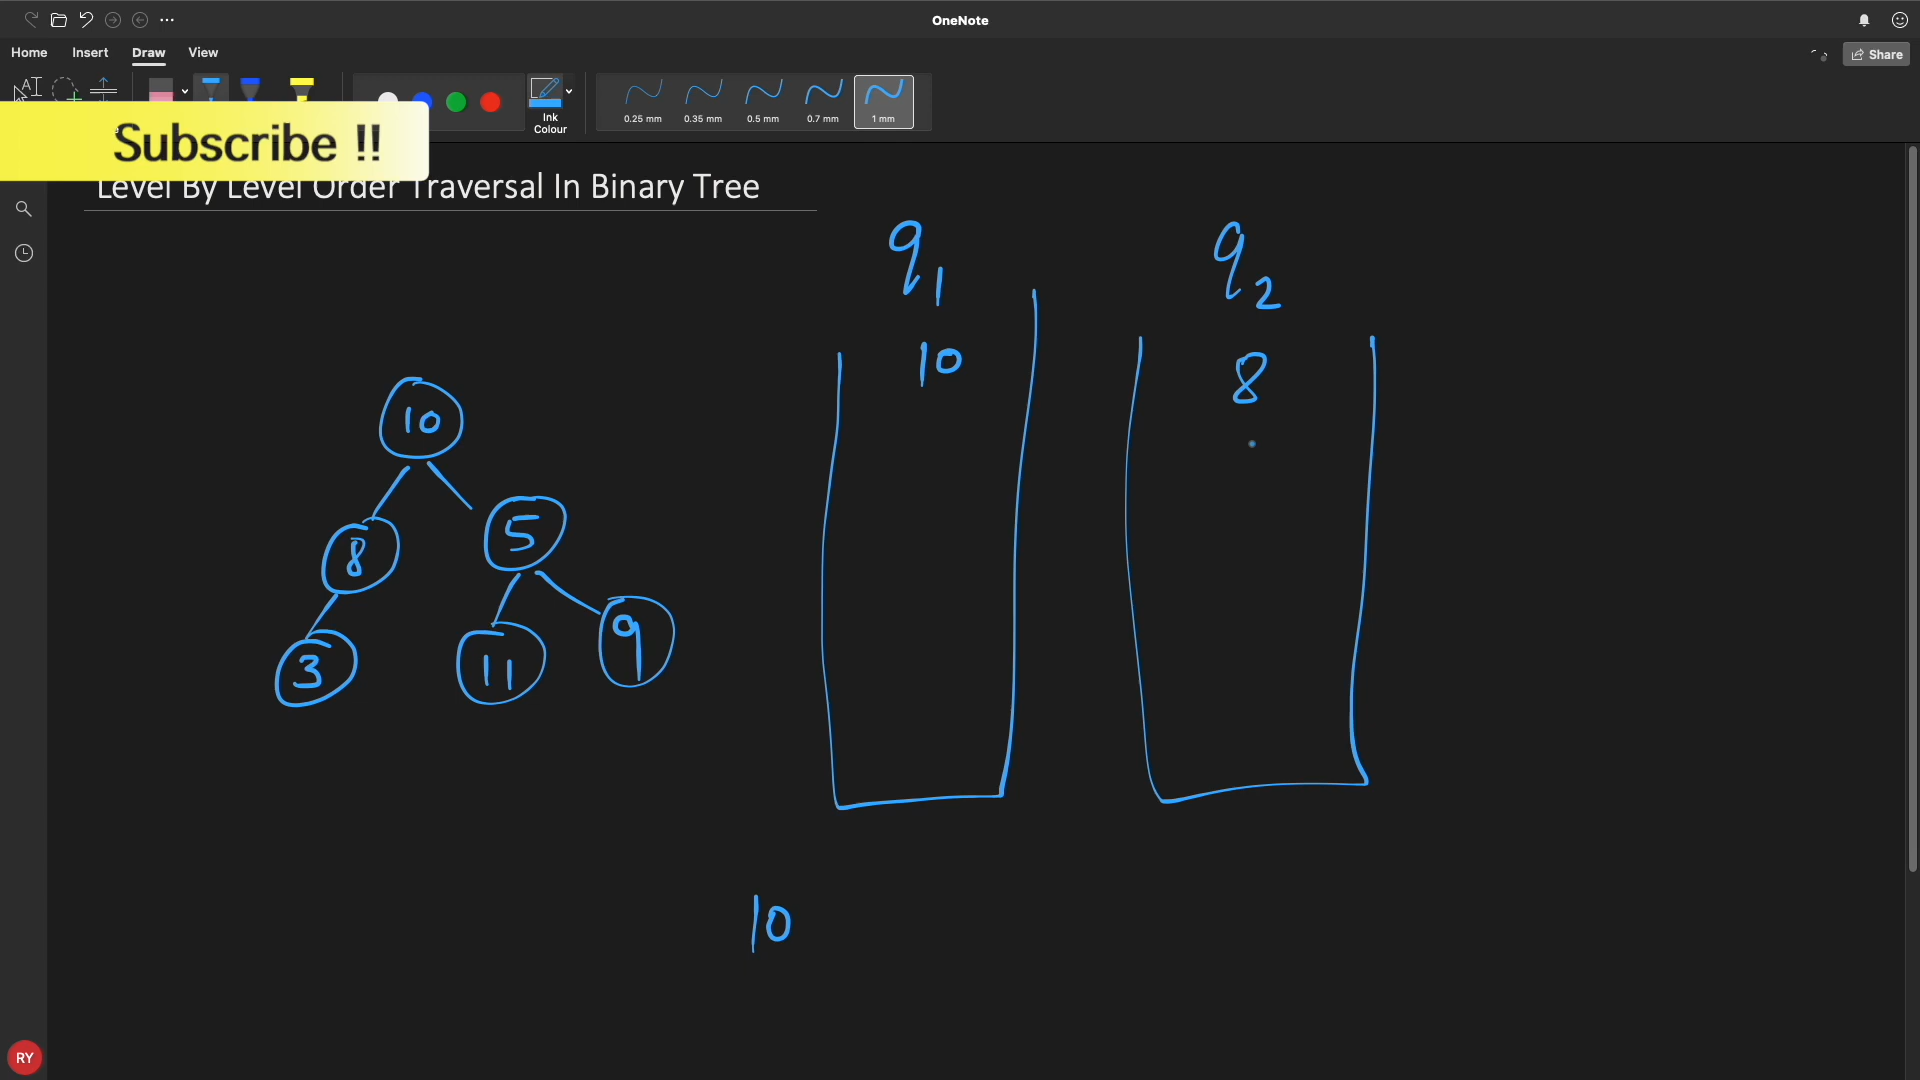 OneNote
Home Insert Draw View
Share
Ink
Colour
0.25 mm 0.35 mm 0.5 mm 0.7 mm 1 mm
Subscribe !!
Level By Level Order Traversal In Binary Tree
q1 q2
10 8
10
8 5
3 11 9
10
RY